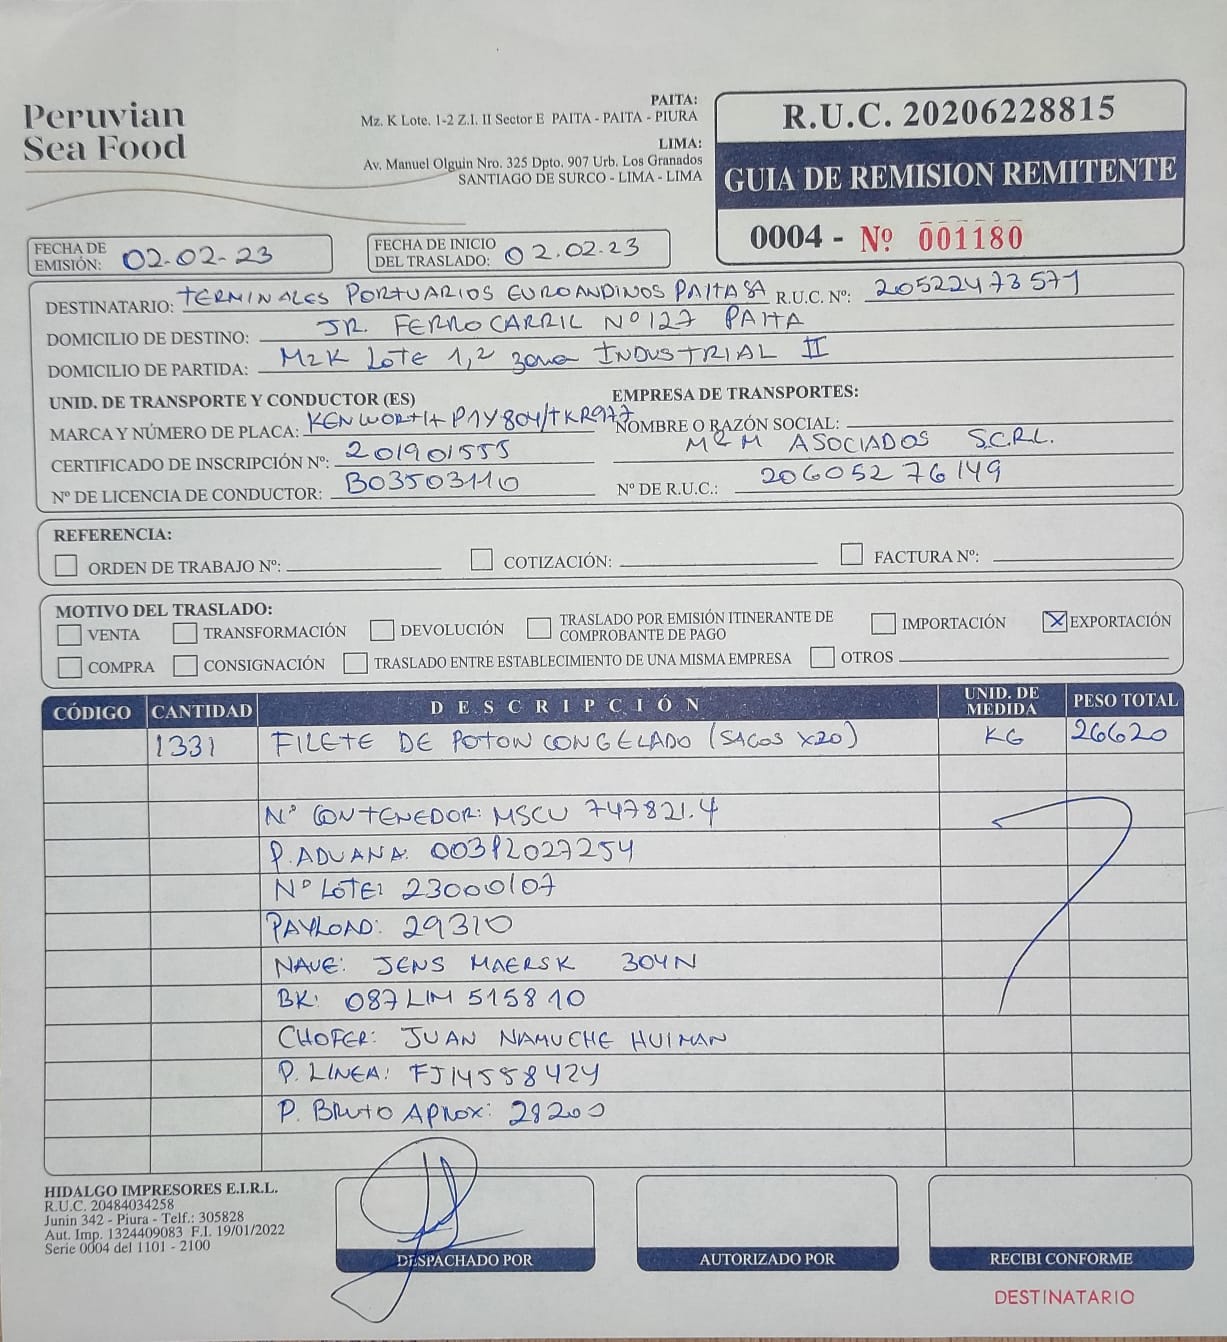 Peruvian
Sea Food
PAITA:
Mz. K Lote. 1-2 Z.I. II Sector E PAITA - PAITA - PIURA
LIMA:
Av. Manuel Olguin Nro. 325 Dpto. 907 Urb. Los Granados
SANTIAGO DE SURCO - LIMA - LIMA
R.U.C. 20206228815
GUIA DE REMISION REMITENTE
0004 - Nº 001180
FECHA DE EMISIÓN: 02-02-23
FECHA DE INICIO DEL TRASLADO: 02.02.23
DESTINATARIO: TERMINALES PORTUARIOS EUROANDINOS PAITA SA R.U.C. Nº: 20522473571
DOMICILIO DE DESTINO: JR. FERROCARRIL Nº 127 PAITA
DOMICILIO DE PARTIDA: MZK LOTE 1,2 ZONA INDUSTRIAL II
UNID. DE TRANSPORTE Y CONDUCTOR (ES)
MARCA Y NÚMERO DE PLACA: KENWORTH P1Y804/TKR977
CERTIFICADO DE INSCRIPCIÓN Nº: 201901555
Nº DE LICENCIA DE CONDUCTOR: B03503110
EMPRESA DE TRANSPORTES:
NOMBRE O RAZÓN SOCIAL:
M&M ASOCIADOS S.C.R.L.
Nº DE R.U.C.: 20605276149
REFERENCIA:
ORDEN DE TRABAJO Nº: COTIZACIÓN: FACTURA Nº:
MOTIVO DEL TRASLADO:
VENTA TRANSFORMACIÓN DEVOLUCIÓN TRASLADO POR EMISIÓN ITINERANTE DE COMPROBANTE DE PAGO IMPORTACIÓN X EXPORTACIÓN
COMPRA CONSIGNACIÓN TRASLADO ENTRE ESTABLECIMIENTO DE UNA MISMA EMPRESA OTROS
CÓDIGO CANTIDAD DESCRIPCIÓN UNID. DE MEDIDA PESO TOTAL
1331 FILETE DE POTON CONGELADO (SACOS X20) KG 26620
Nº CONTENEDOR: MSCU 747821.4
P. ADUANA: 003P2027254
Nº LOTE: 23000107
PAYLOAD: 29310
NAVE: JENS MAERSK 304N
BK: 087LIM515810
CHOFER: JUAN NAMUCHE HUIMAN
P. LINEA: FJ14558424
P. BRUTO APROX: 28200
HIDALGO IMPRESORES E.I.R.L.
R.U.C. 20484034258
Junin 342 - Piura - Telf.: 305828
Aut. Imp. 1324409083 F.I. 19/01/2022
Serie 0004 del 1101 - 2100
DESPACHADO POR
AUTORIZADO POR
RECIBI CONFORME
DESTINATARIO